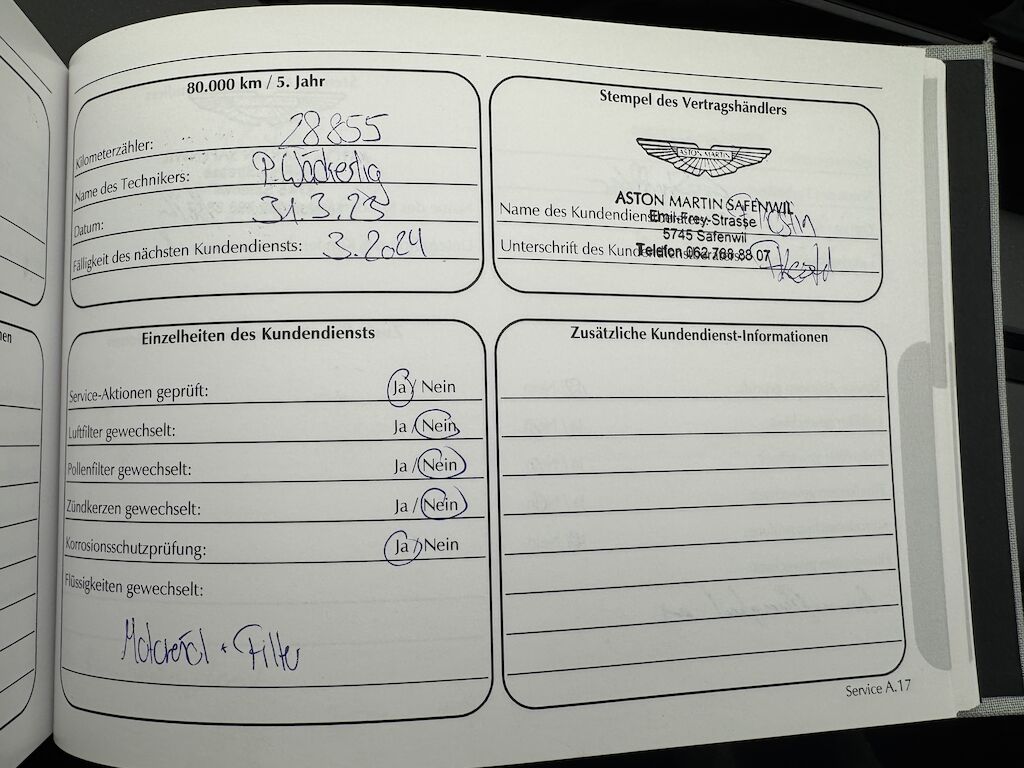 80.000 km / 5. Jahr
Kilometerzähler: 28855
Name des Technikers: P. Wäckerlig
Datum: 31.3.23
Fälligkeit des nächsten Kundendiensts: 3.2024
Stempel des Vertragshändlers
ASTON MARTIN
ASTON MARTIN SAFENWIL
Name des Kundendienst
Emil-Frey-Strasse
5745 Safenwil
Unterschrift des
Telefon 062 788 88 07
Einzelheiten des Kundendiensts
Service-Aktionen geprüft: Ja / Nein
Luftfilter gewechselt: Ja / Nein
Pollenfilter gewechselt: Ja / Nein
Zündkerzen gewechselt: Ja / Nein
Korrosionsschutzprüfung: Ja / Nein
Flüssigkeiten gewechselt:
Motorenöl + Filter
Zusätzliche Kundendienst-Informationen
Service A.17